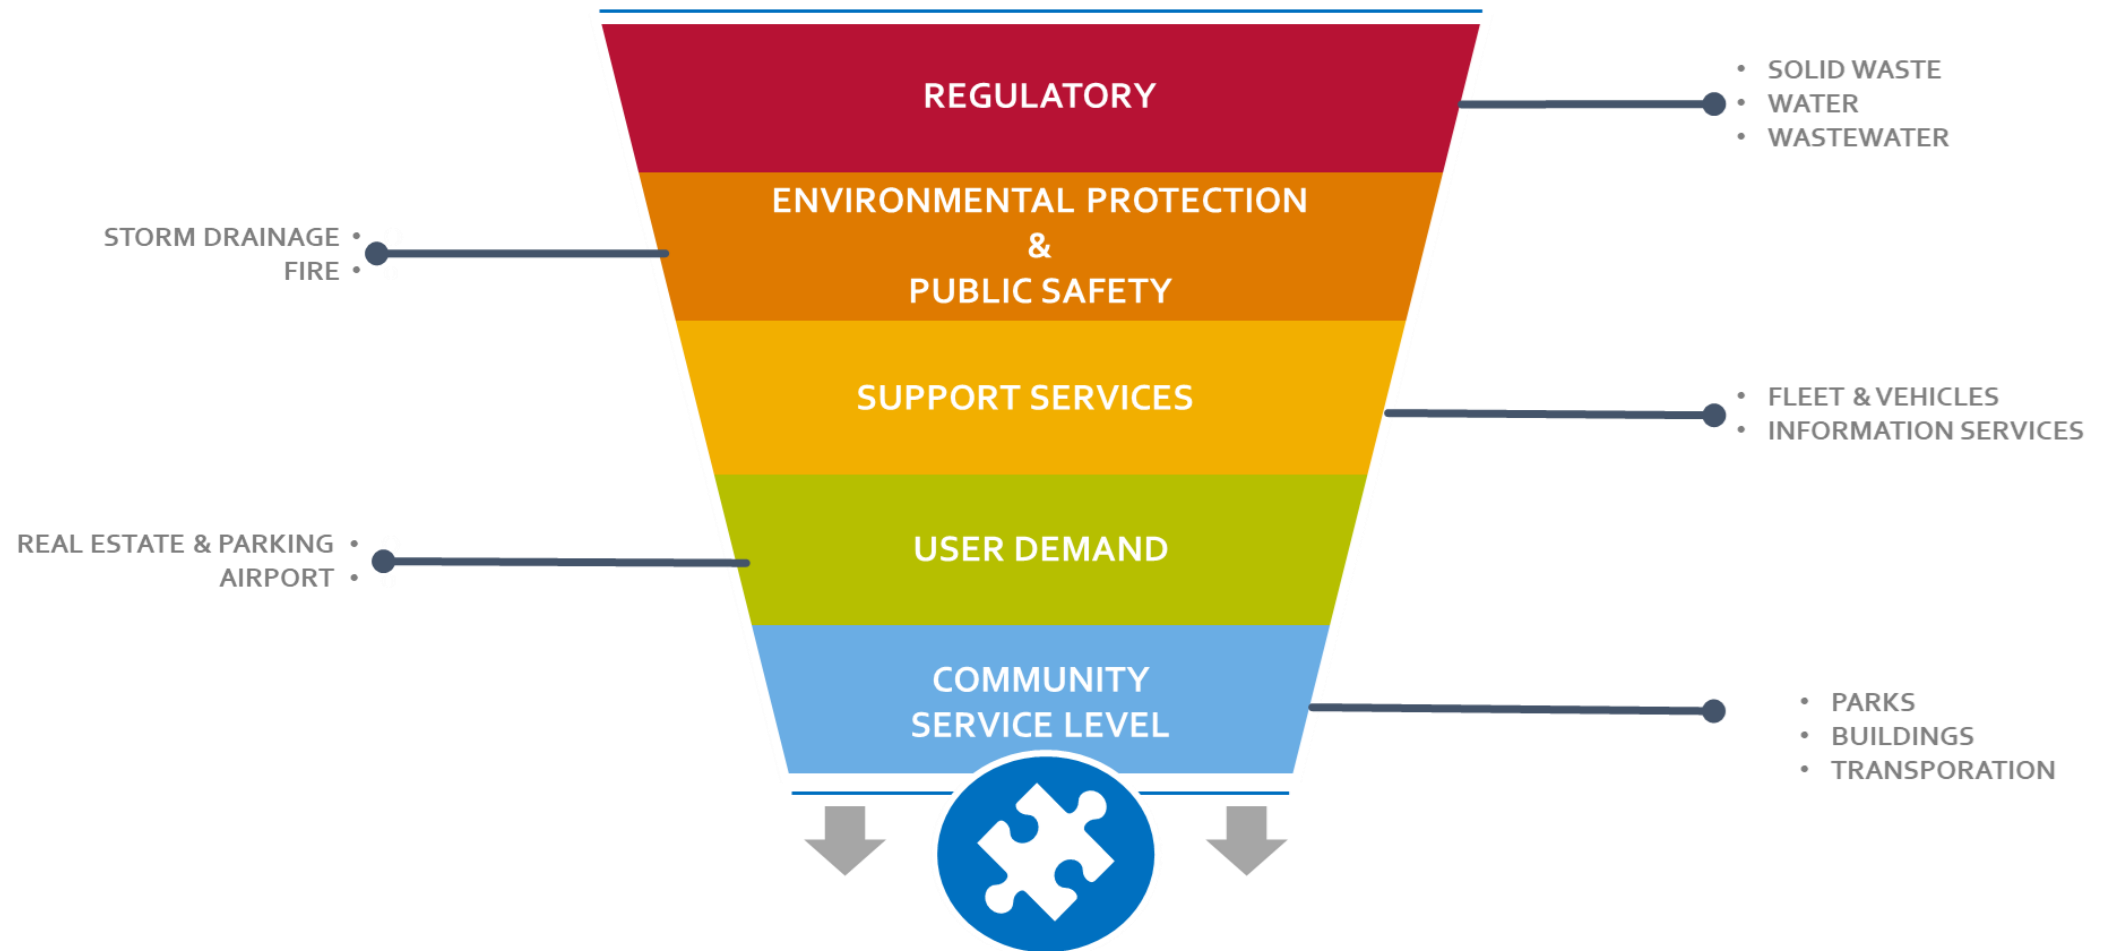 REGULATORY
• SOLID WASTE
• WATER
• WASTEWATER
ENVIRONMENTAL PROTECTION
&
PUBLIC SAFETY
STORM DRAINAGE •
FIRE •
SUPPORT SERVICES
• FLEET & VEHICLES
• INFORMATION SERVICES
USER DEMAND
REAL ESTATE & PARKING •
AIRPORT •
COMMUNITY
SERVICE LEVEL
• PARKS
• BUILDINGS
• TRANSPORATION